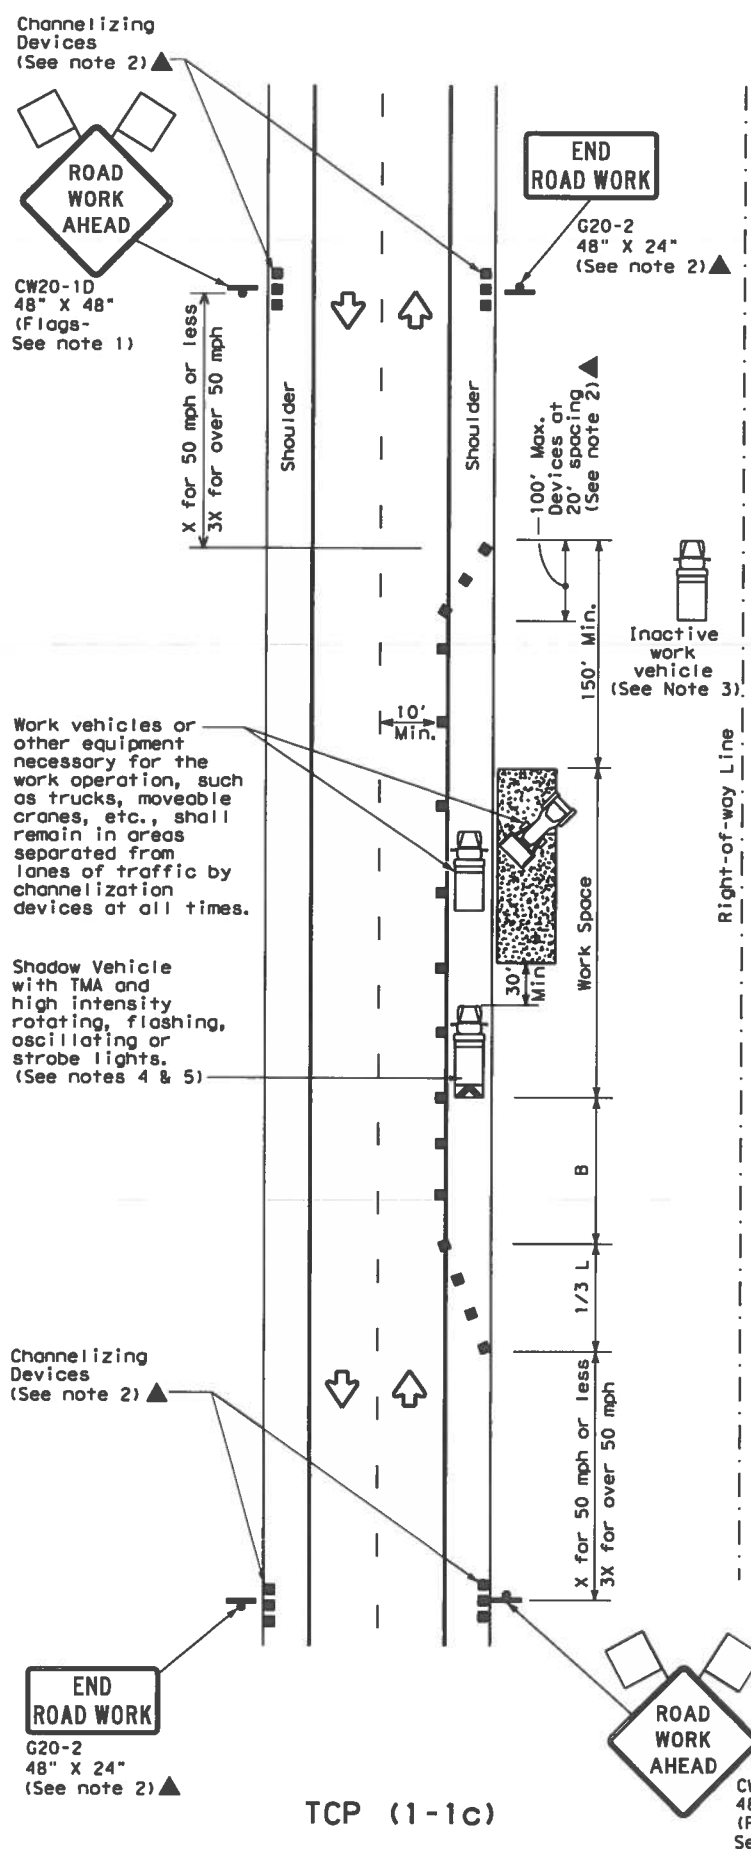 Channelizing
Devices
(See note 2)▲
ROAD
WORK
AHEAD
CW20-1D
48" X 48"
(Flags-
See note 1)
END
ROAD WORK
G20-2
48" X 24"
(See note 2)▲
X for 50 mph or less
3X for over 50 mph
Shoulder
Shoulder
100' Max.
Devices at
20' spacing
(See note 2)▲
150' Min.
Inactive
work
vehicle
(See Note 3)
Right-of-way Line
10'
Min.
Work vehicles or
other equipment
necessary for the
work operation, such
as trucks, moveable
cranes, etc., shall
remain in areas
separated from
lanes of traffic by
channelization
devices at all times.
Work Space
30'
Min
Shadow Vehicle
with TMA and
high intensity
rotating, flashing,
oscillating or
strobe lights.
(See notes 4 & 5)
B
1/3 L
Channelizing
Devices
(See note 2)▲
X for 50 mph or less
3X for over 50 mph
END
ROAD WORK
G20-2
48" X 24"
(See note 2)▲
ROAD
WORK
AHEAD
CW
48
(F
Se
TCP (1-1c)